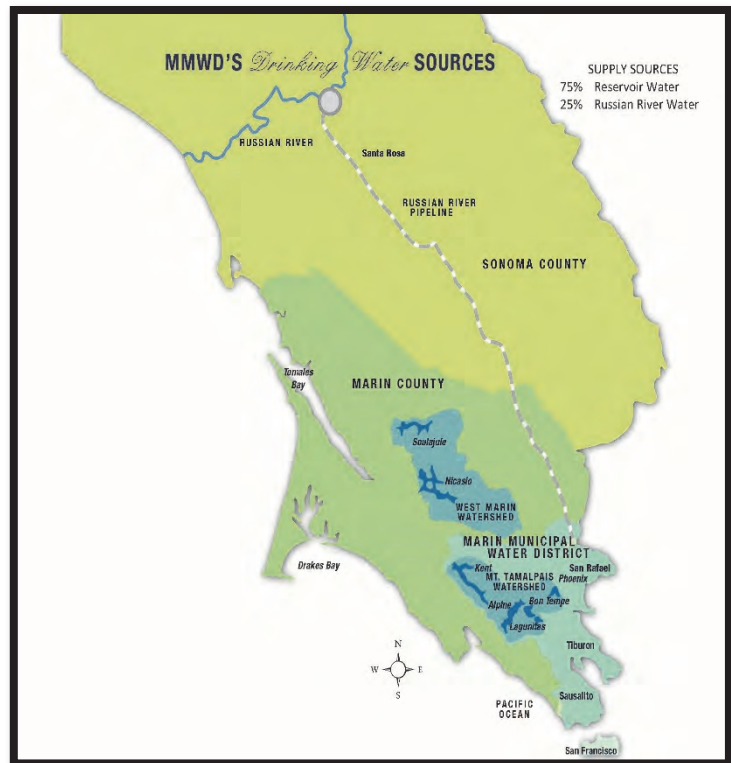 MMWD'S Drinking Water SOURCES
SUPPLY SOURCES
75% Reservoir Water
25% Russian River Water
RUSSIAN RIVER
Santa Rosa
RUSSIAN RIVER
PIPELINE
SONOMA COUNTY
Tomales
Bay
MARIN COUNTY
Soulajule
Nicasio
WEST MARIN
WATERSHED
MARIN MUNICIPAL
WATER DISTRICT
Drakes Bay
Kent
San Rafael
MT. TAMALPAIS
WATERSHED
Phoenix
Alpine
Bon Tempe
Lagunitas
Tiburon
N
W
E
S
Sausalito
PACIFIC
OCEAN
San Francisco